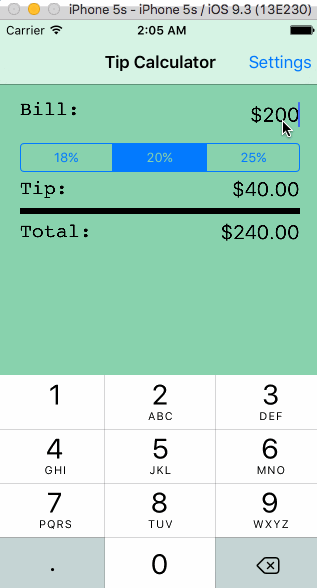 iPhone 5s - iPhone 5s / iOS 9.3 (13E230)
Carrier 2:05 AM
Tip Calculator Settings
Bill: $200
18% 20% 25%
Tip: $40.00
Total: $240.00
1 2 3
ABC DEF
4 5 6
GHI JKL MNO
7 8 9
PQRS TUV WXYZ
. 0